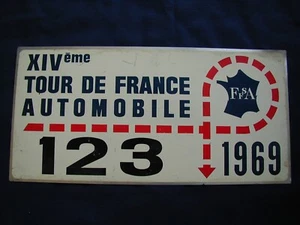 XIVème
TOUR DE FRANCE
AUTOMOBILE
FFSA
123
1969